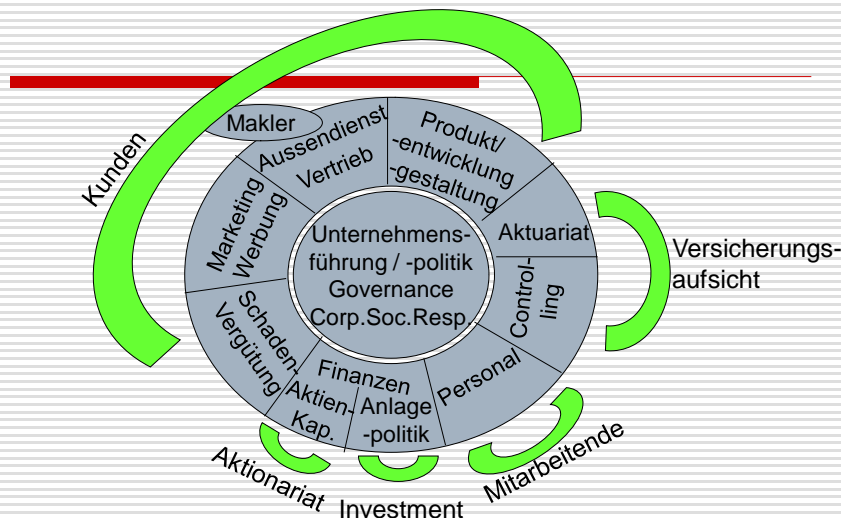 Kunden
Makler
Aussendienst
Vertrieb
Produkt/
-entwicklung
-gestaltung
Marketing
Werbung
Unternehmens-
führung / -politik
Governance
Corp.Soc.Resp.
Aktuariat
Control-
ling
Versicherungs-
aufsicht
Schaden-
Vergütung
Finanzen
Aktien-
Kap.
Anlage
-politik
Personal
Aktionariat
Investment
Mitarbeitende